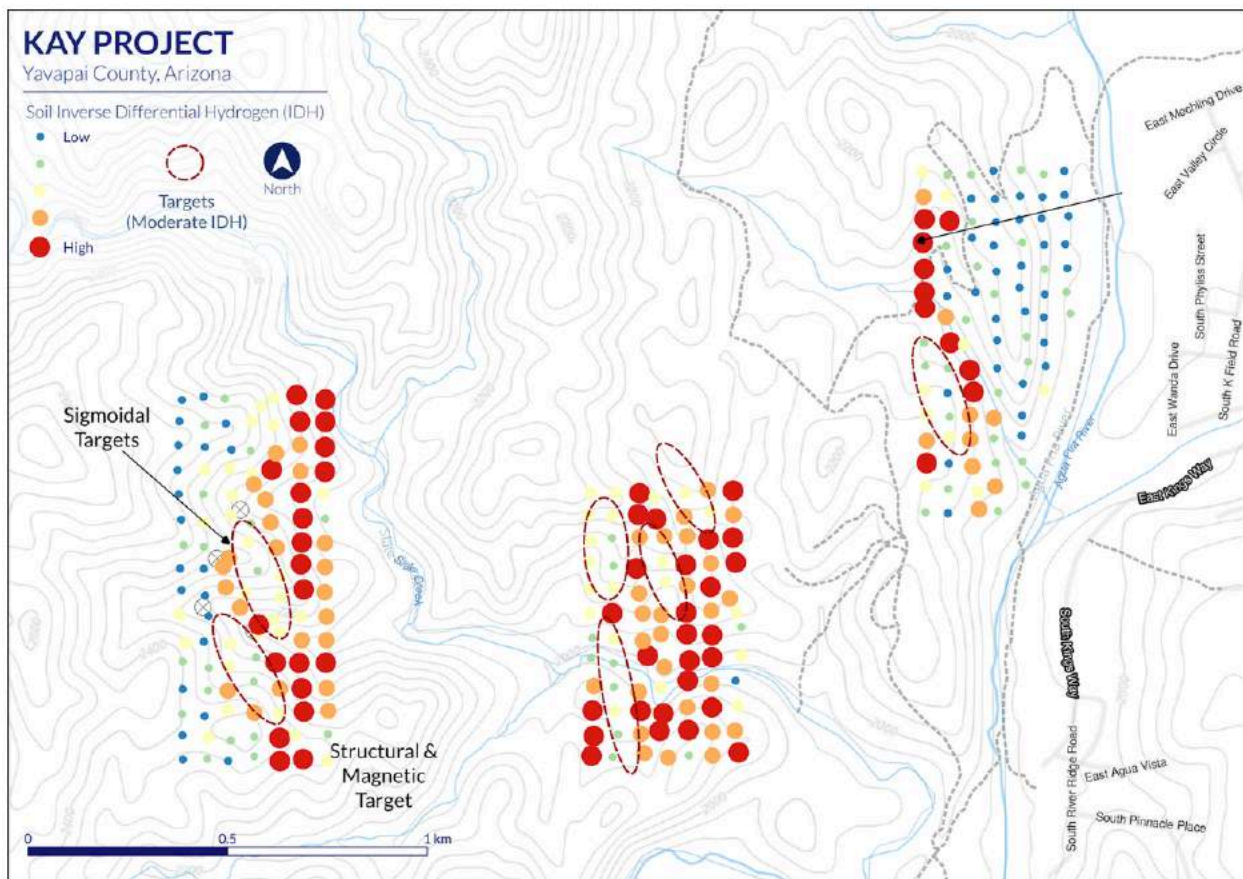 KAY PROJECT
Yavapai County, Arizona
Soil Inverse Differential Hydrogen (IDH)
Low
High
Targets
(Moderate IDH)
North
East Mechling Drive
East Valley Circle
South Phyliss Street
South K Field Road
East Wanda Drive
Agua Fria River
East Kings Way
Sigmoidal
Targets
Creek
South Kings Way
South River Ridge Road
East Agua Vista
South Pinnacle Place
Structural &
Magnetic
Target
0
0.5
1 km